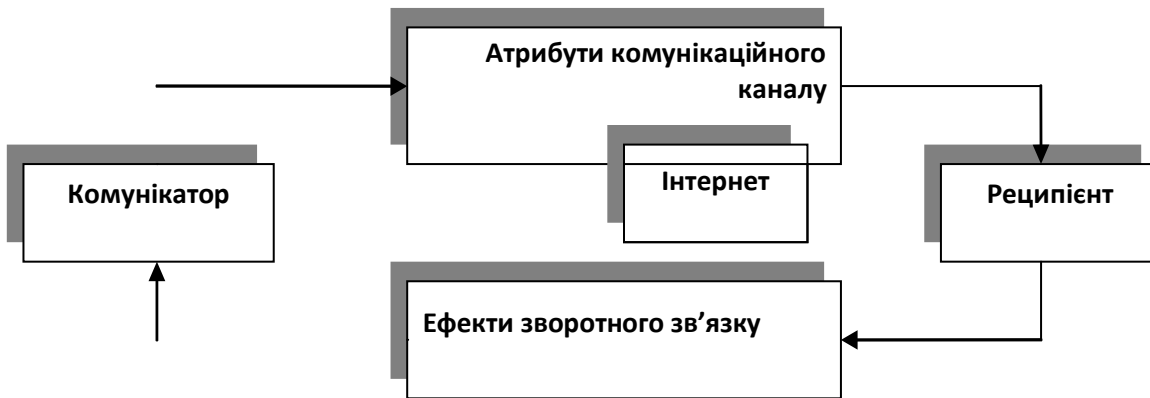 Атрибути комунікаційного
каналу
Комунікатор
Інтернет
Реципієнт
Ефекти зворотного зв’язку